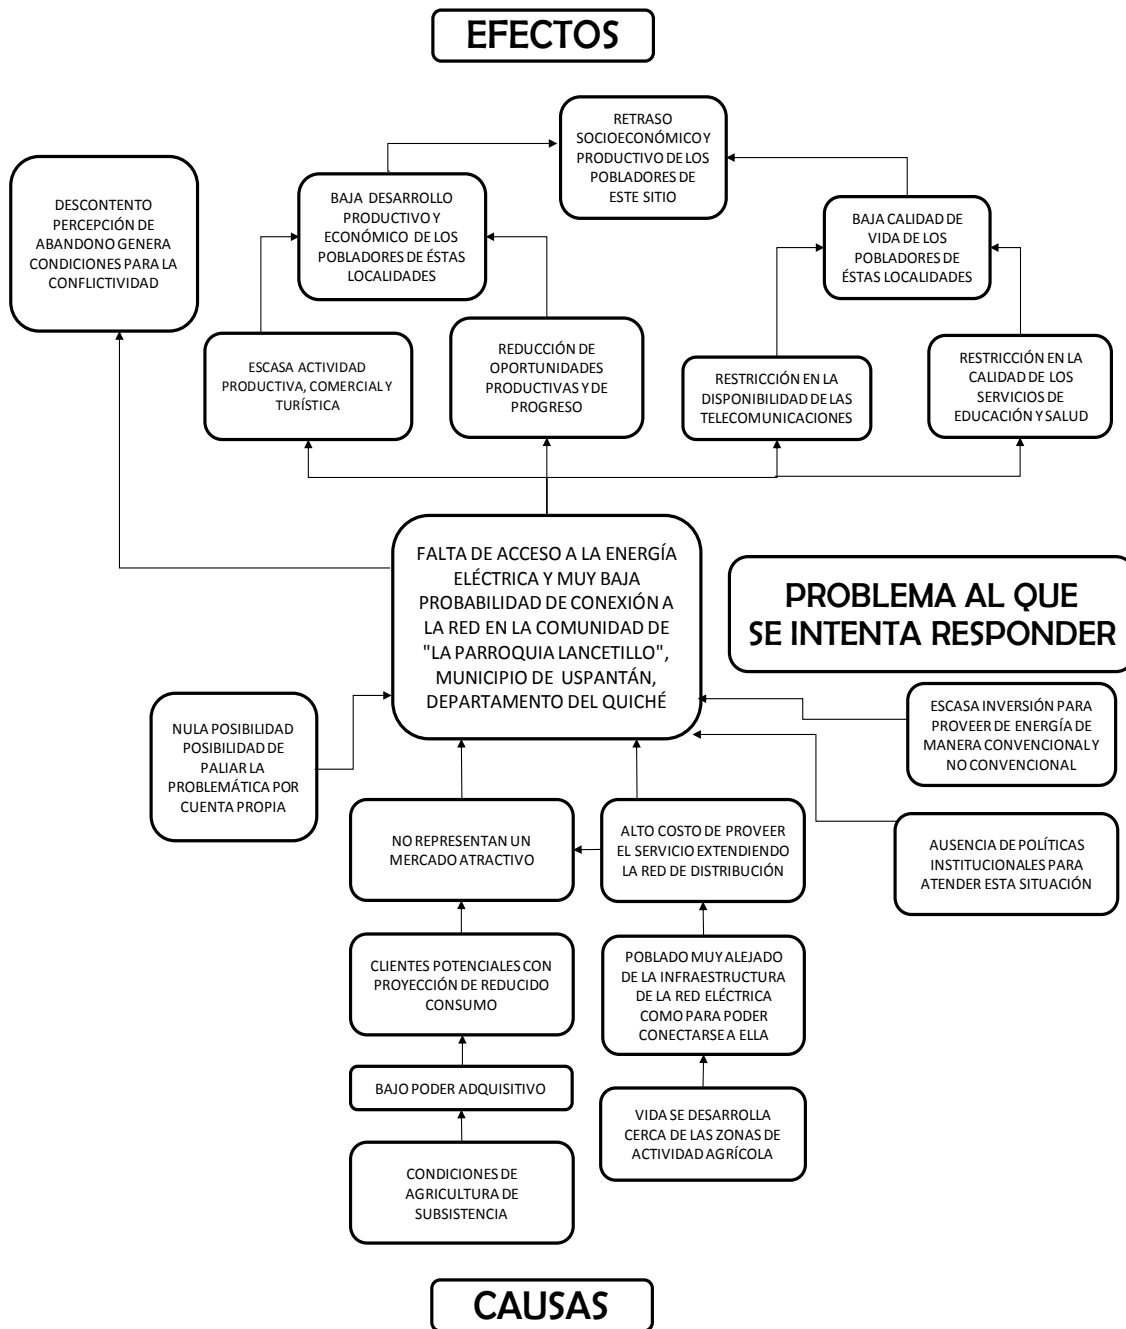 EFECTOS
RETRASO
SOCIOECONÓMICO Y
PRODUCTIVO DE LOS
POBLADORES DE
ESTE SITIO
DESCONTENTO
PERCEPCIÓN DE
ABANDONO GENERA
CONDICIONES PARA LA
CONFLICTIVIDAD
BAJA DESARROLLO
PRODUCTIVO Y
ECONÓMICO DE LOS
POBLADORES DE ÉSTAS
LOCALIDADES
BAJA CALIDAD DE
VIDA DE LOS
POBLADORES DE
ÉSTAS LOCALIDADES
ESCASA ACTIVIDAD
PRODUCTIVA, COMERCIAL Y
TURÍSTICA
REDUCCIÓN DE
OPORTUNIDADES
PRODUCTIVAS Y DE
PROGRESO
RESTRICCIÓN EN LA
DISPONIBILIDAD DE LAS
TELECOMUNICACIONES
RESTRICCIÓN EN LA
CALIDAD DE LOS
SERVICIOS DE
EDUCACIÓN Y SALUD
FALTA DE ACCESO A LA ENERGÍA
ELÉCTRICA Y MUY BAJA
PROBABILIDAD DE CONEXIÓN A
LA RED EN LA COMUNIDAD DE
"LA PARROQUIA LANCETILLO",
MUNICIPIO DE USPANTÁN,
DEPARTAMENTO DEL QUICHÉ
PROBLEMA AL QUE
SE INTENTA RESPONDER
NULA POSIBILIDAD
POSIBILIDAD DE
PALIAR LA
PROBLEMÁTICA POR
CUENTA PROPIA
ESCASA INVERSIÓN PARA
PROVEER DE ENERGÍA DE
MANERA CONVENCIONAL Y
NO CONVENCIONAL
NO REPRESENTAN UN
MERCADO ATRACTIVO
ALTO COSTO DE PROVEER
EL SERVICIO EXTENDIENDO
LA RED DE DISTRIBUCIÓN
AUSENCIA DE POLÍTICAS
INSTITUCIONALES PARA
ATENDER ESTA SITUACIÓN
CLIENTES POTENCIALES CON
PROYECCIÓN DE REDUCIDO
CONSUMO
POBLADO MUY ALEJADO
DE LA INFRAESTRUCTURA
DE LA RED ELÉCTRICA
COMO PARA PODER
CONECTARSE A ELLA
BAJO PODER ADQUISITIVO
VIDA SE DESARROLLA
CERCA DE LAS ZONAS DE
ACTIVIDAD AGRÍCOLA
CONDICIONES DE
AGRICULTURA DE
SUBSISTENCIA
CAUSAS